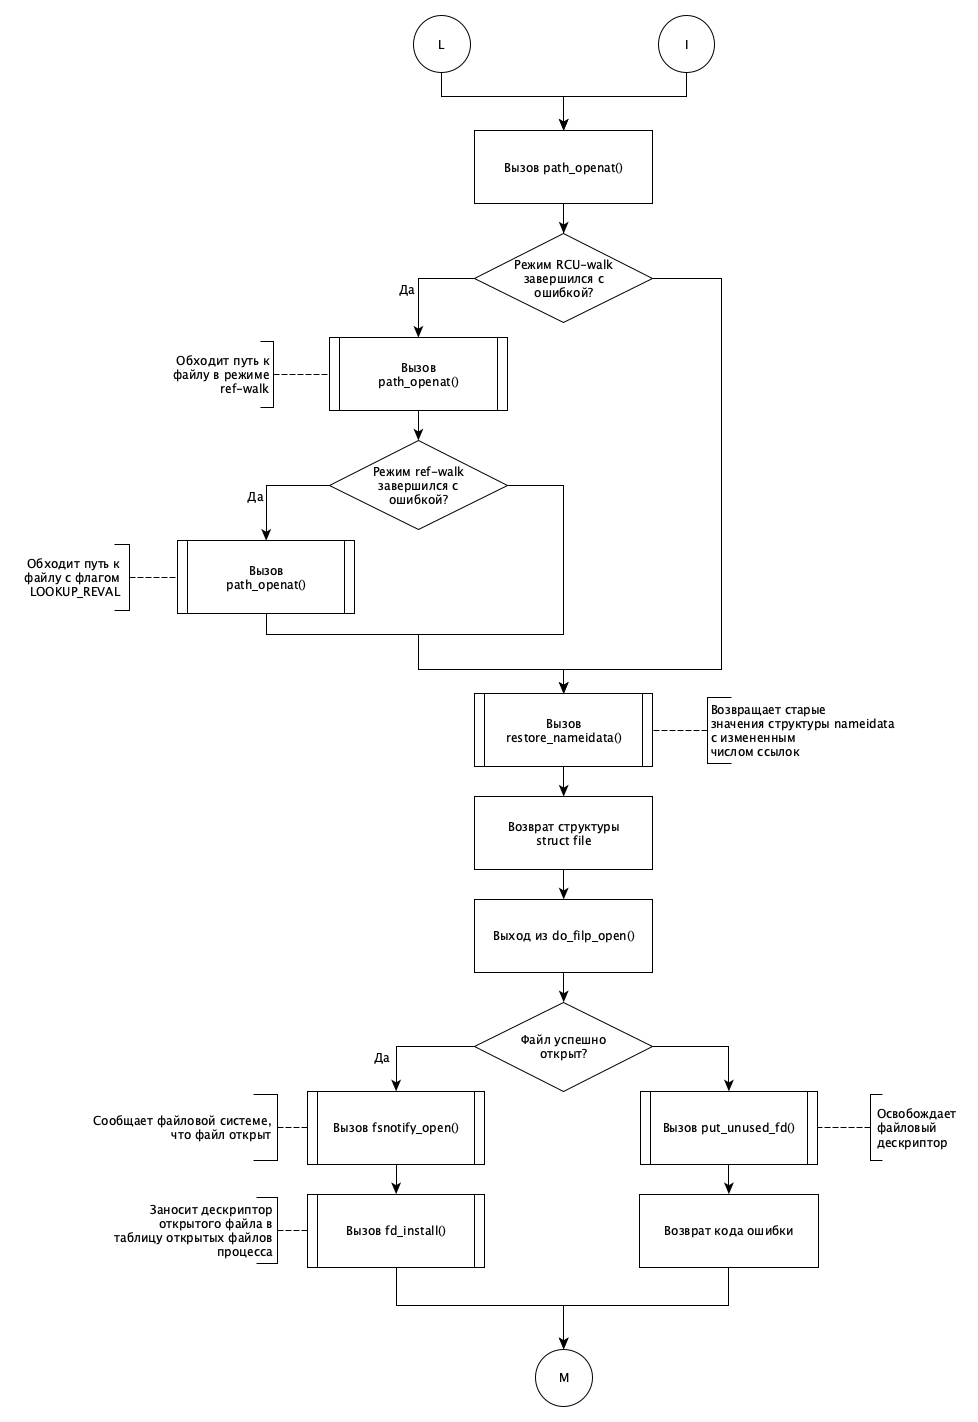 L
I
Вызов path_openat()
Режим RCU-walk
завершился с
ошибкой?
Да
Обходит путь к
файлу в режиме
ref-walk
Вызов
path_openat()
Режим ref-walk
завершился с
ошибкой?
Да
Обходит путь к
файлу с флагом
LOOKUP_REVAL
Вызов
path_openat()
Вызов
restore_nameidata()
Возвращает старые
значения структуры nameidata
с измененным
числом ссылок
Возврат структуры
struct file
Выход из do_filp_open()
Файл успешно
открыт?
Да
Сообщает файловой системе,
что файл открыт
Вызов fsnotify_open()
Вызов put_unused_fd()
Освобождает
файловый
дескриптор
Заносит дескриптор
открытого файла в
таблицу открытых файлов
процесса
Вызов fd_install()
Возврат кода ошибки
M